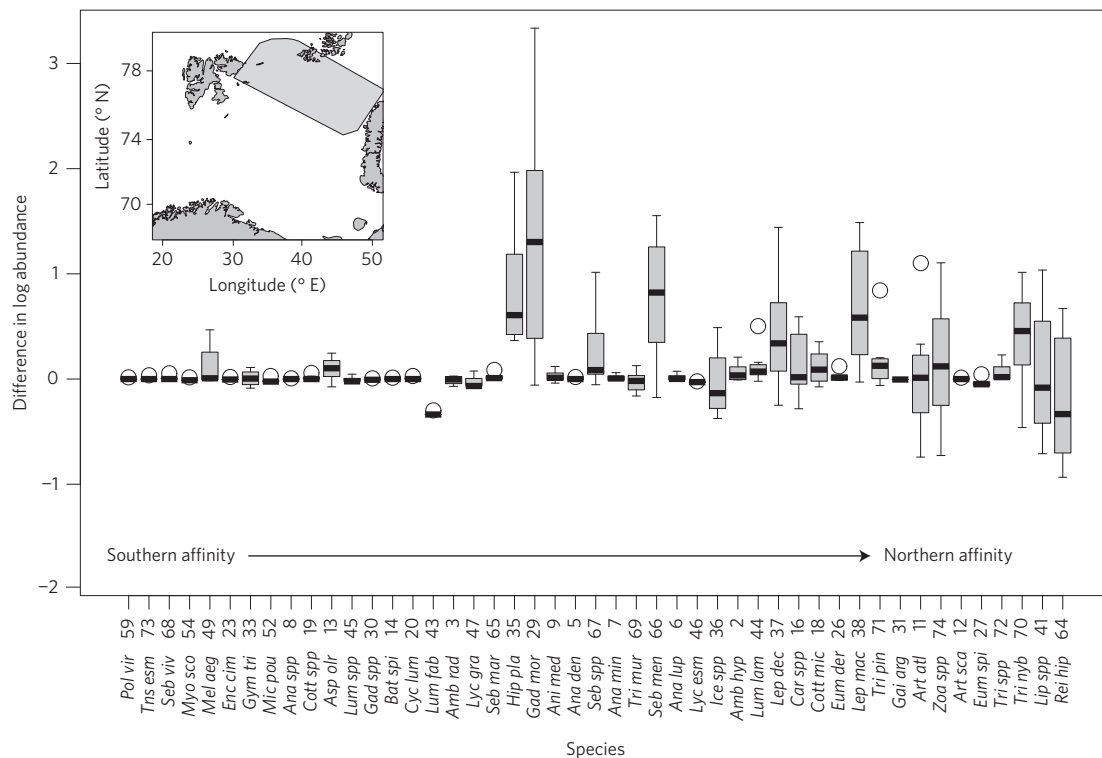 3
2
1
0
−1
−2
Difference in log abundance
78
74
70
Latitude (° N)
20 30 40 50
Longitude (° E)
Southern affinity
Northern affinity
59 73 68 54 49 23 33 52 8 19 13 45 30 14 32 43 3 47 65 35 29 9 5 67 7 69 66 6 46 36 2 44 37 16 18 26 38 71 31 11 74 12 27 72 70 41 64
Pol vir
Tns esm
Seb viv
Myo sco
Mel aeg
Enc cim
Gym tri
Mic pou
Ana spp
Cott spp
Asp olr
Lum spp
Gad spp
Bat spi
Cyc lum
Lum fab
Amb rad
Lyc gra
Seb mar
Hip pla
Gad mor
Ani med
Ana den
Seb spp
Ana min
Tri mur
Seb men
Ana lup
Lyc esm
Ice spp
Amb hyp
Lum lam
Lep dec
Car spp
Cott mic
Eum der
Lep mac
Tri pin
Gai arg
Art atl
Zoa spp
Art sca
Eum spi
Tri spp
Tri nyb
Lip spp
Rei hip
Species